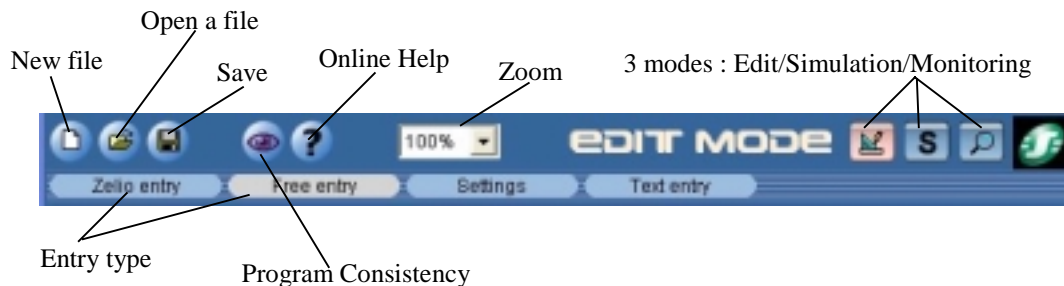 Open a file
New file
Save
Online Help
Zoom
3 modes : Edit/Simulation/Monitoring
100%
EDIT MODE
S
Zelio entry
Free entry
Settings
Text entry
Entry type
Program Consistency